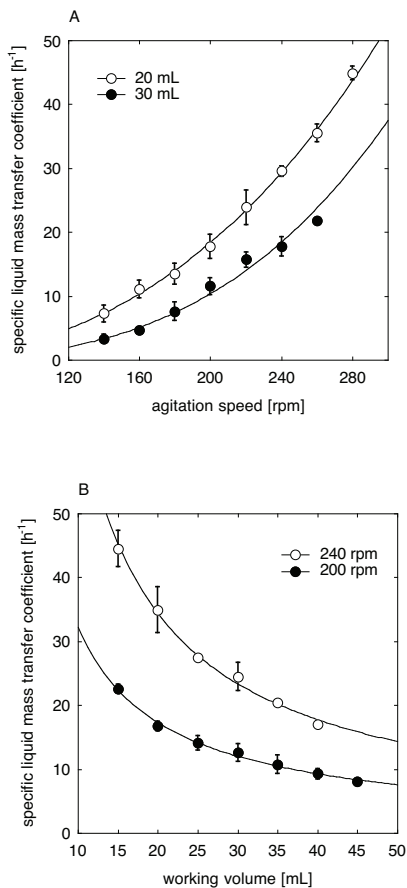 A
specific liquid mass transfer coefficient [h-1]
50
40
30
20
10
0
20 mL
30 mL
120 160 200 240 280
agitation speed [rpm]
B
specific liquid mass transfer coefficient [h-1]
50
40
30
20
10
0
240 rpm
200 rpm
10 15 20 25 30 35 40 45 50
working volume [mL]